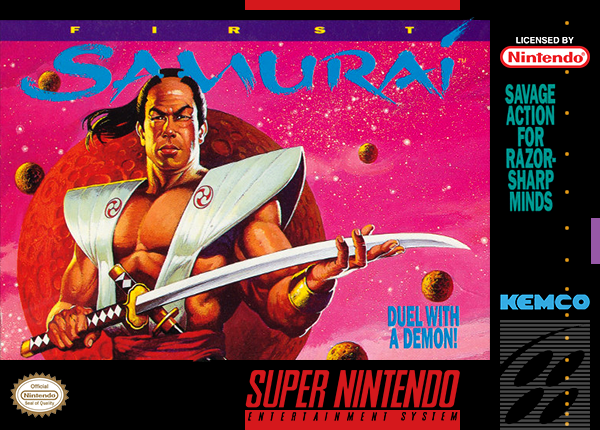 FIRST
SAMURAI
TM
LICENSED BY
Nintendo
SAVAGE
ACTION
FOR
RAZOR-
SHARP
MINDS
DUEL WITH
A DEMON!
KEMCO
Official
Nintendo
Seal of Quality
SUPER NINTENDO
ENTERTAINMENT SYSTEM